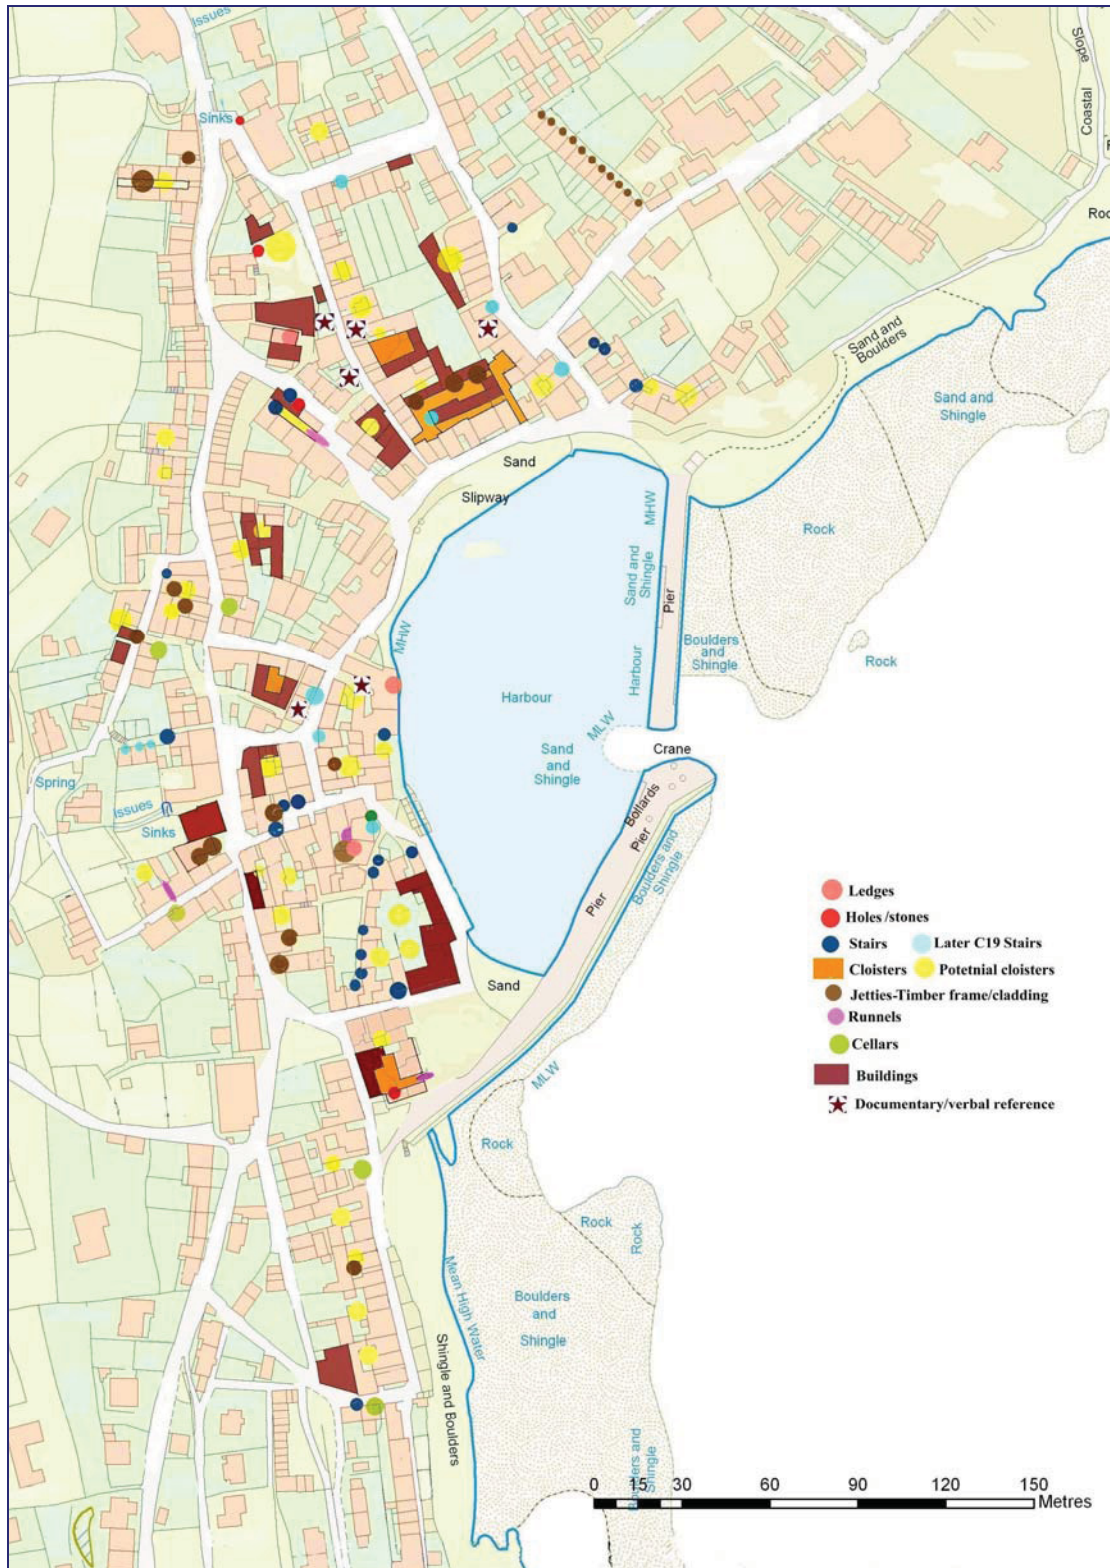 Issues
Slope
Coastal
Sinks
Roc
Sand and
Boulders
Sand and
Shingle
Sand
Slipway
MHW
Rock
Sand and
Shingle
Pier
MHW
Boulders
and
Shingle
Rock
Harbour
Harbour
MLW
Crane
Sand
and
Shingle
Spring
Issues
Sinks
Bollards
Pier
Boulders and
Shingle
Pier
Sand
MLW
Ledges
Holes/stones
Stairs
Later C19 Stairs
Cloisters
Potetnial cloisters
Jetties-Timber frame/cladding
Runnels
Cellars
Buildings
Documentary/verbal reference
Rock
Rock
Rock
Mean High Water
Boulders
and
Shingle
Shingle and Boulders
Boulders and
Shingle
0 15 30 60 90 120 150
Metres